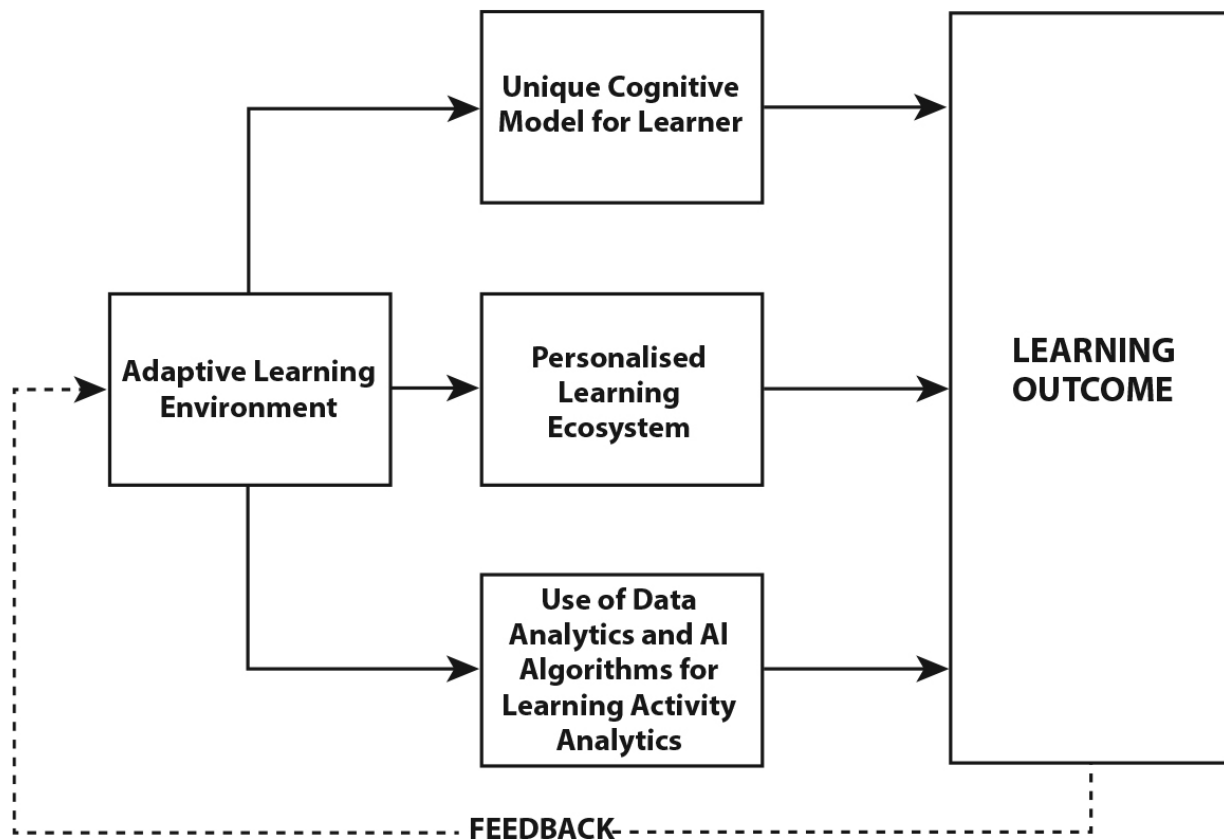 Unique Cognitive
Model for Learner
Adaptive Learning
Environment
Personalised
Learning
Ecosystem
Use of Data
Analytics and AI
Algorithms for
Learning Activity
Analytics
LEARNING
OUTCOME
FEEDBACK